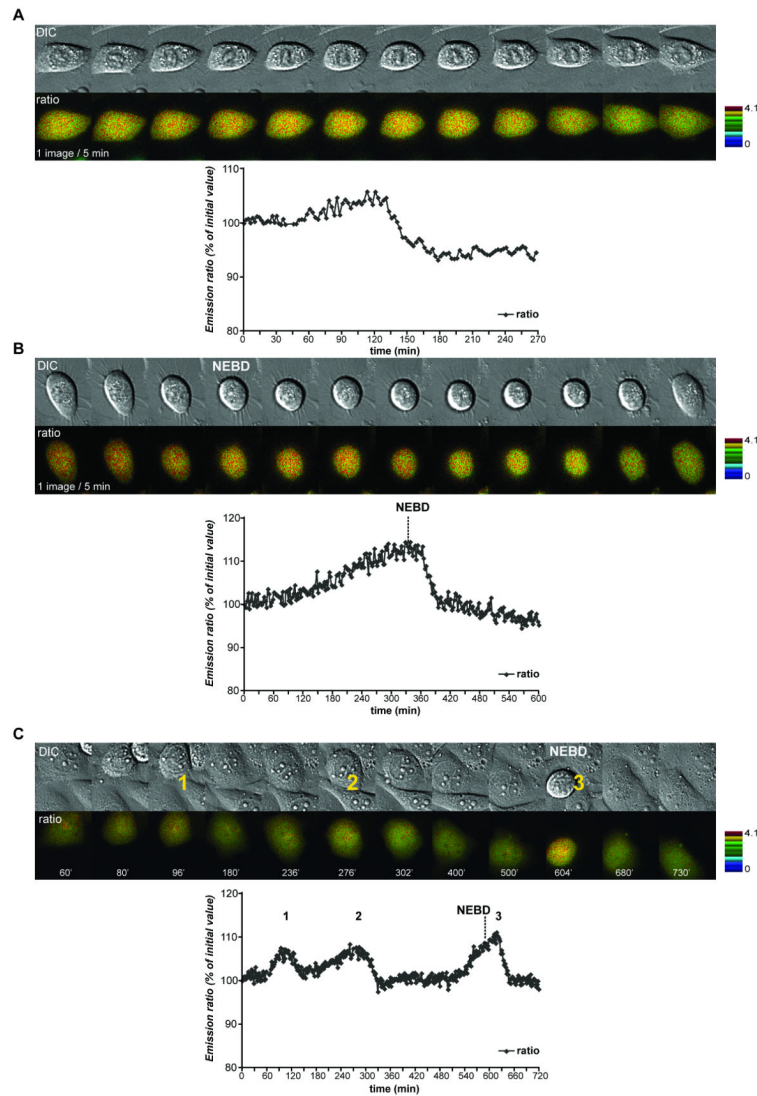 A
DIC
ratio
1 image / 5 min
4.1
0
110
100
90
80
Emission ratio (% of initial value)
ratio
0 30 60 90 120 150 180 210 240 270
time (min)
B
DIC
NEBD
ratio
1 image / 5 min
4.1
0
NEBD
120
110
100
90
80
Emission ratio (% of initial value)
ratio
0 60 120 180 240 300 360 420 480 540 600
time (min)
C
DIC
NEBD
1 2 3
ratio
60' 80' 96' 180' 236' 276' 302' 400' 500' 604' 680' 730'
4.1
0
1 2 NEBD 3
120
110
100
90
80
Emission ratio (% of initial value)
ratio
0 60 120 180 240 300 360 420 480 540 600 660 720
time (min)